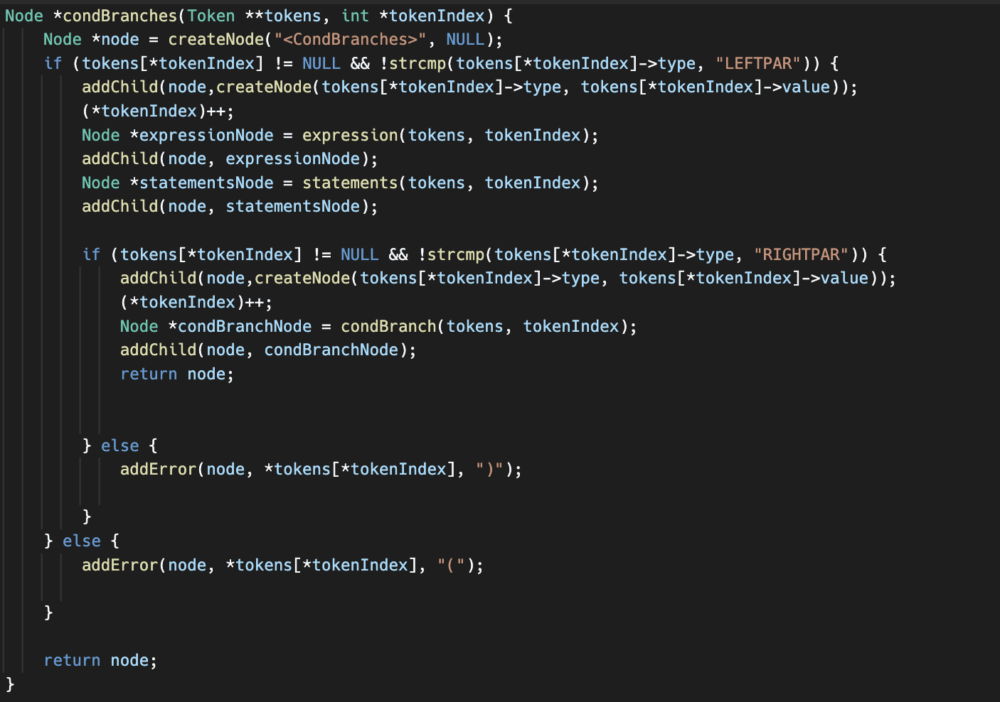 Node *condBranches(Token **tokens, int *tokenIndex) {
    Node *node = createNode("<CondBranches>", NULL);
    if (tokens[*tokenIndex] != NULL && !strcmp(tokens[*tokenIndex]->type, "LEFTPAR")) {
        addChild(node,createNode(tokens[*tokenIndex]->type, tokens[*tokenIndex]->value));
        (*tokenIndex)++;
        Node *expressionNode = expression(tokens, tokenIndex);
        addChild(node, expressionNode);
        Node *statementsNode = statements(tokens, tokenIndex);
        addChild(node, statementsNode);

        if (tokens[*tokenIndex] != NULL && !strcmp(tokens[*tokenIndex]->type, "RIGHTPAR")) {
            addChild(node,createNode(tokens[*tokenIndex]->type, tokens[*tokenIndex]->value));
            (*tokenIndex)++;
            Node *condBranchNode = condBranch(tokens, tokenIndex);
            addChild(node, condBranchNode);
            return node;


        } else {
            addError(node, *tokens[*tokenIndex], ")");

        }
    } else {
        addError(node, *tokens[*tokenIndex], "(");

    }

    return node;
}